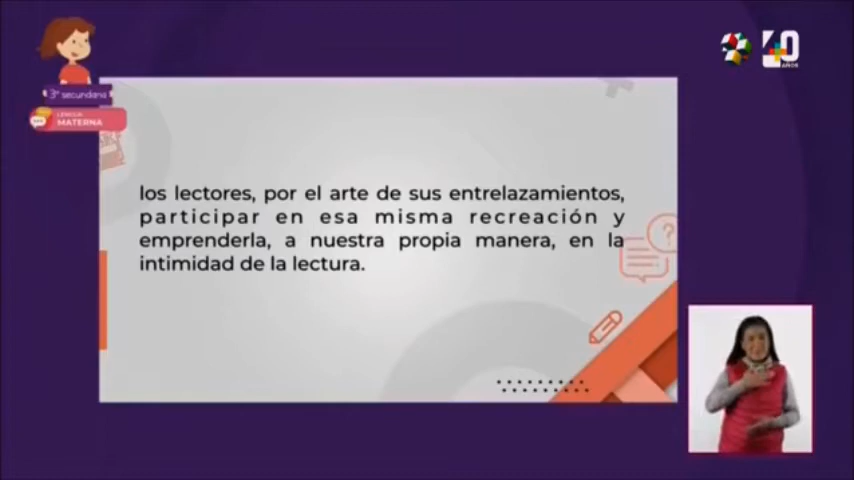 40
AÑOS
3° secundaria
LENGUA
MATERNA
los lectores, por el arte de sus entrelazamientos,
participar en esa misma recreación y
emprenderla, a nuestra propia manera, en la
intimidad de la lectura.